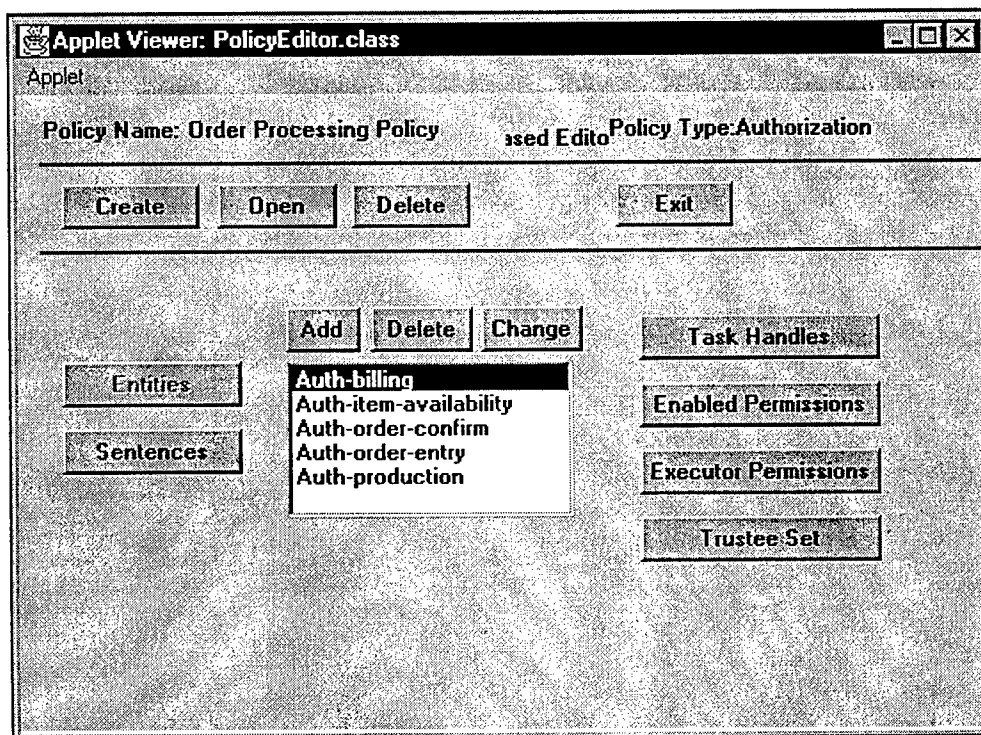 Applet Viewer: PolicyEditor.class
Applet
Policy Name: Order Processing Policy
ased Edito
Policy Type:Authorization
Create
Open
Delete
Exit
Add
Delete
Change
Entities
Sentences
Auth-billing
Auth-item-availability
Auth-order-confirm
Auth-order-entry
Auth-production
Task Handles
Enabled Permissions
Executor Permissions
Trustee Set